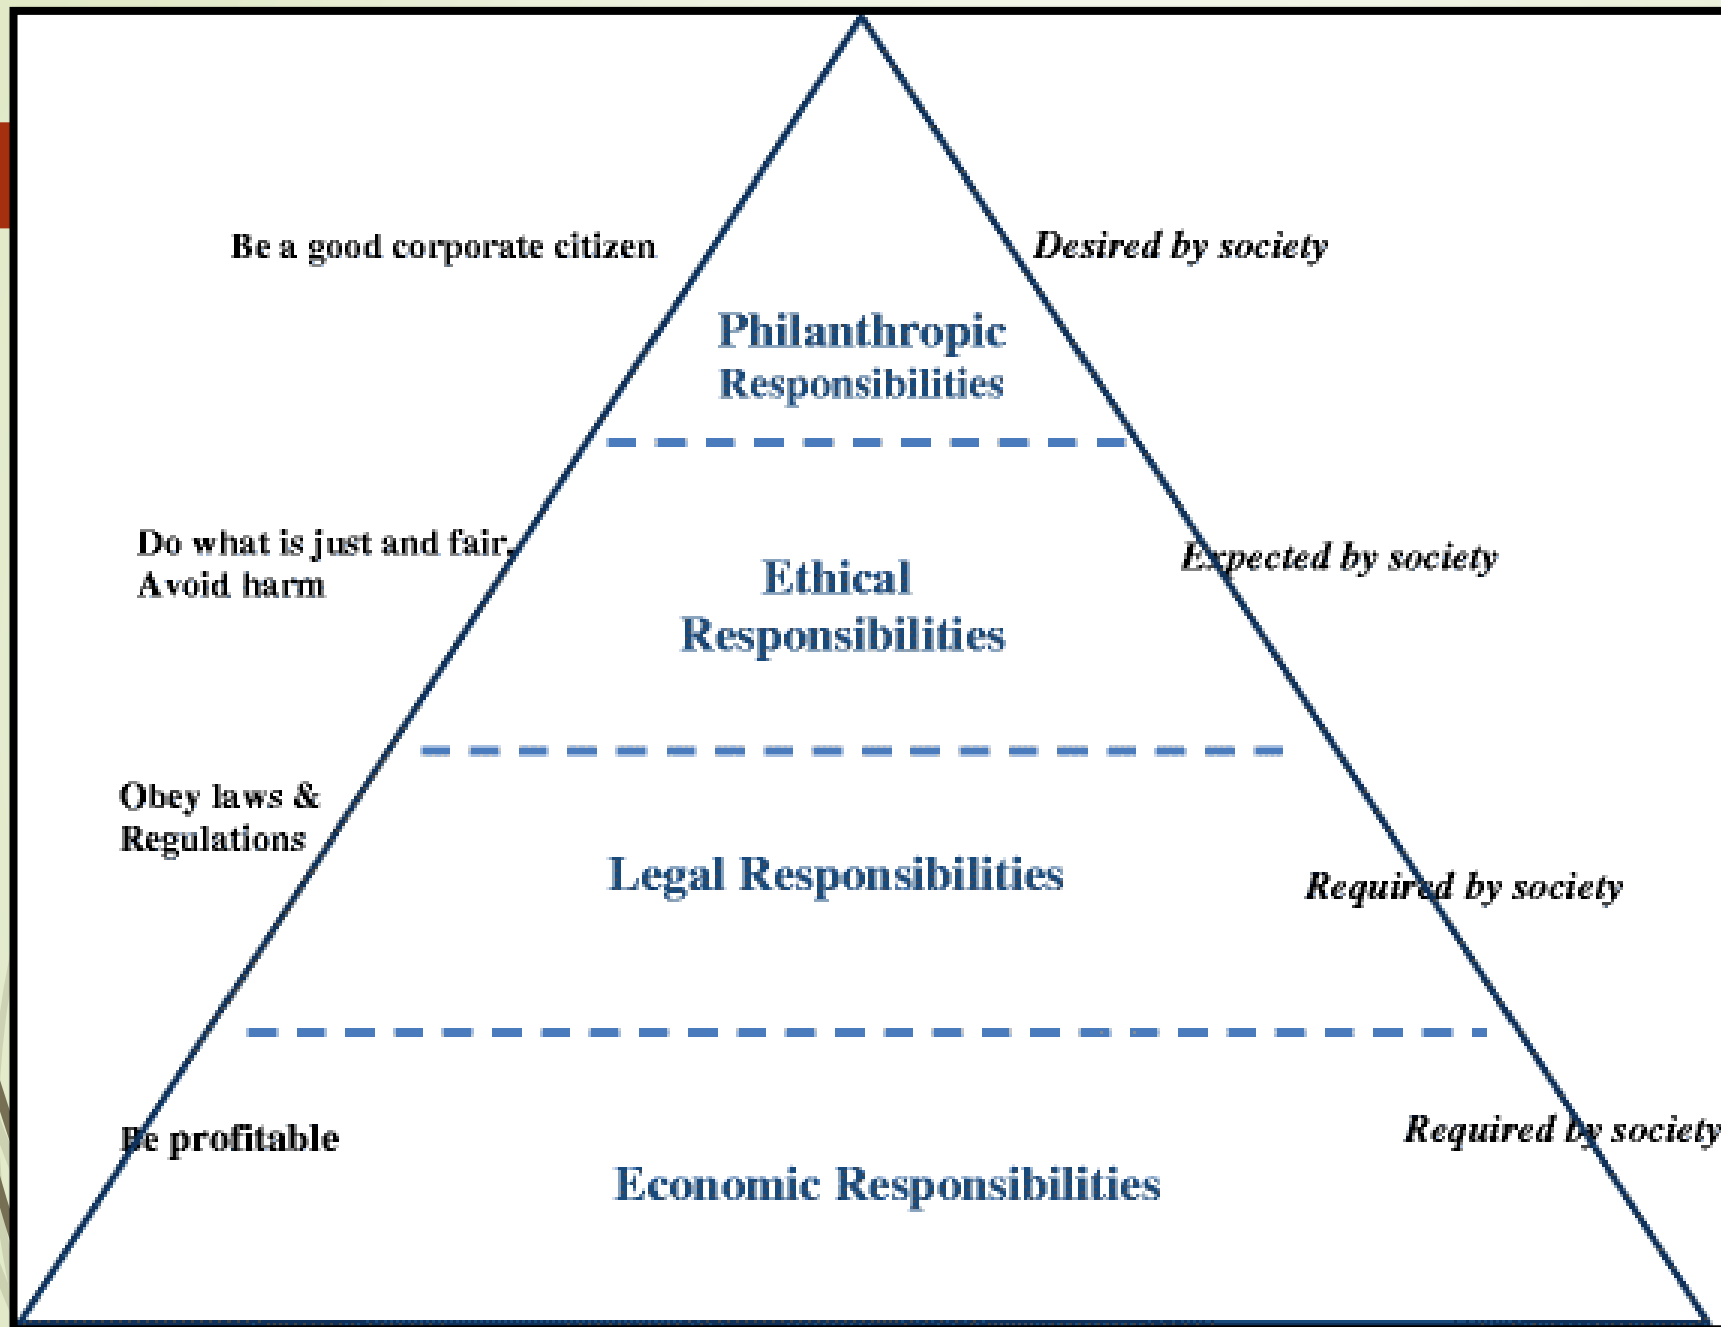 Be a good corporate citizen
Desired by society
Philanthropic
Responsibilities
Do what is just and fair,
Avoid harm
Expected by society
Ethical
Responsibilities
Obey laws &
Regulations
Legal Responsibilities
Required by society
Be profitable
Required by society
Economic Responsibilities